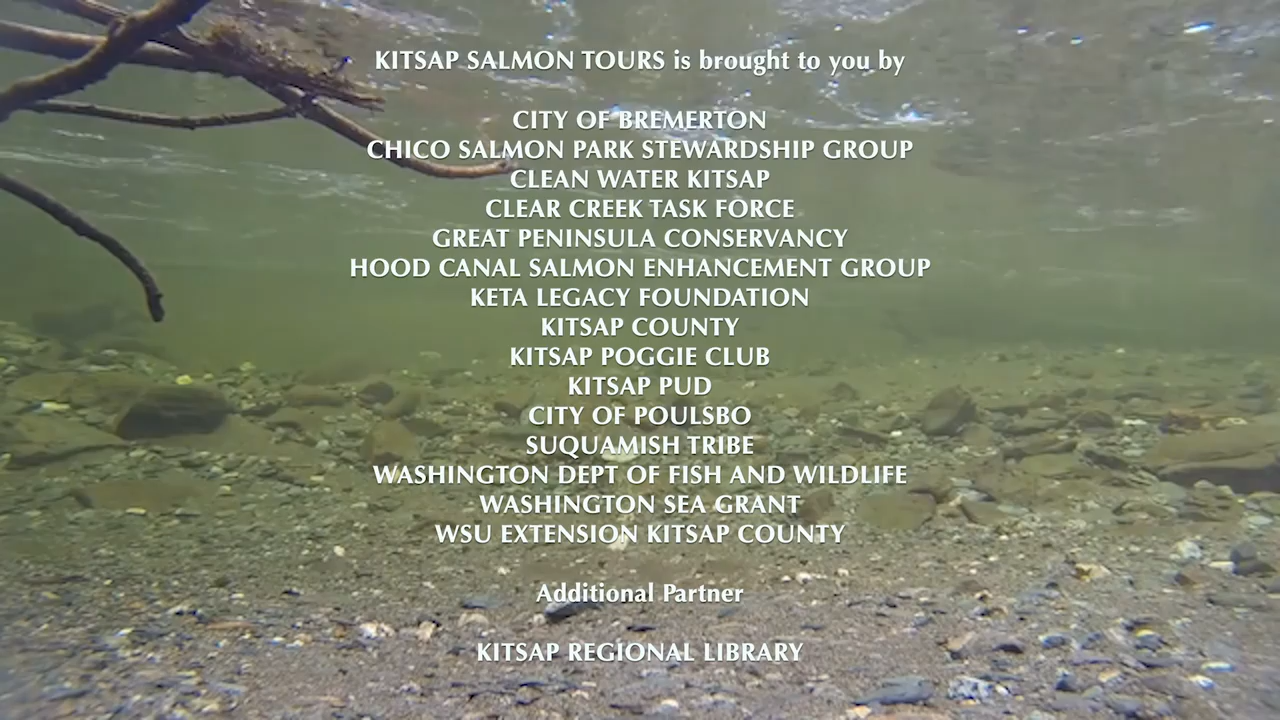 KITSAP SALMON TOURS is brought to you by
CITY OF BREMERTON
CHICO SALMON PARK STEWARDSHIP GROUP
CLEAN WATER KITSAP
CLEAR CREEK TASK FORCE
GREAT PENINSULA CONSERVANCY
HOOD CANAL SALMON ENHANCEMENT GROUP
KETA LEGACY FOUNDATION
KITSAP COUNTY
KITSAP POGGIE CLUB
KITSAP PUD
CITY OF POULSBO
SUQUAMISH TRIBE
WASHINGTON DEPT OF FISH AND WILDLIFE
WASHINGTON SEA GRANT
WSU EXTENSION KITSAP COUNTY
Additional Partner
KITSAP REGIONAL LIBRARY